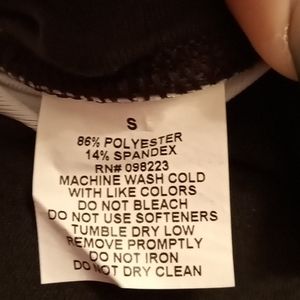 S
86% POLYESTER
14% SPANDEX
RN# 098223
MACHINE WASH COLD
WITH LIKE COLORS
DO NOT BLEACH
DO NOT USE SOFTENERS
TUMBLE DRY LOW
REMOVE PROMPTLY
DO NOT IRON
DO NOT DRY CLEAN